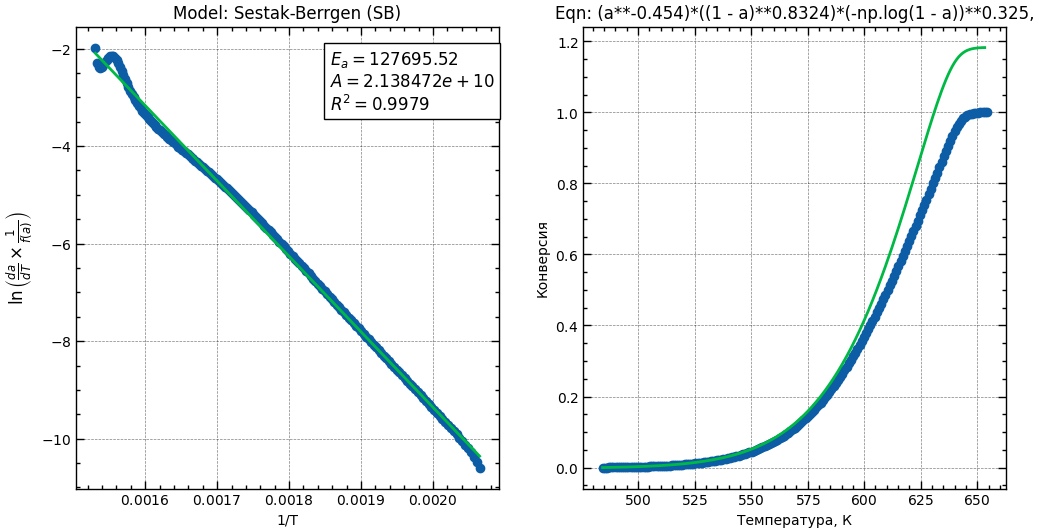 Model: Sestak-Berrgen (SB)
Eqn: (a**-0.454)*((1 - a)**0.8324)*(-np.log(1 - a))**0.325,
E_a = 127695.52
A = 2.138472e + 10
R^2 = 0.9979
ln (da/dT × 1/f(a))
−2
−4
−6
−8
−10
0.0016 0.0017 0.0018 0.0019 0.0020
1/T
Конверсия
1.2
1.0
0.8
0.6
0.4
0.2
0.0
500 525 550 575 600 625 650
Температура, К